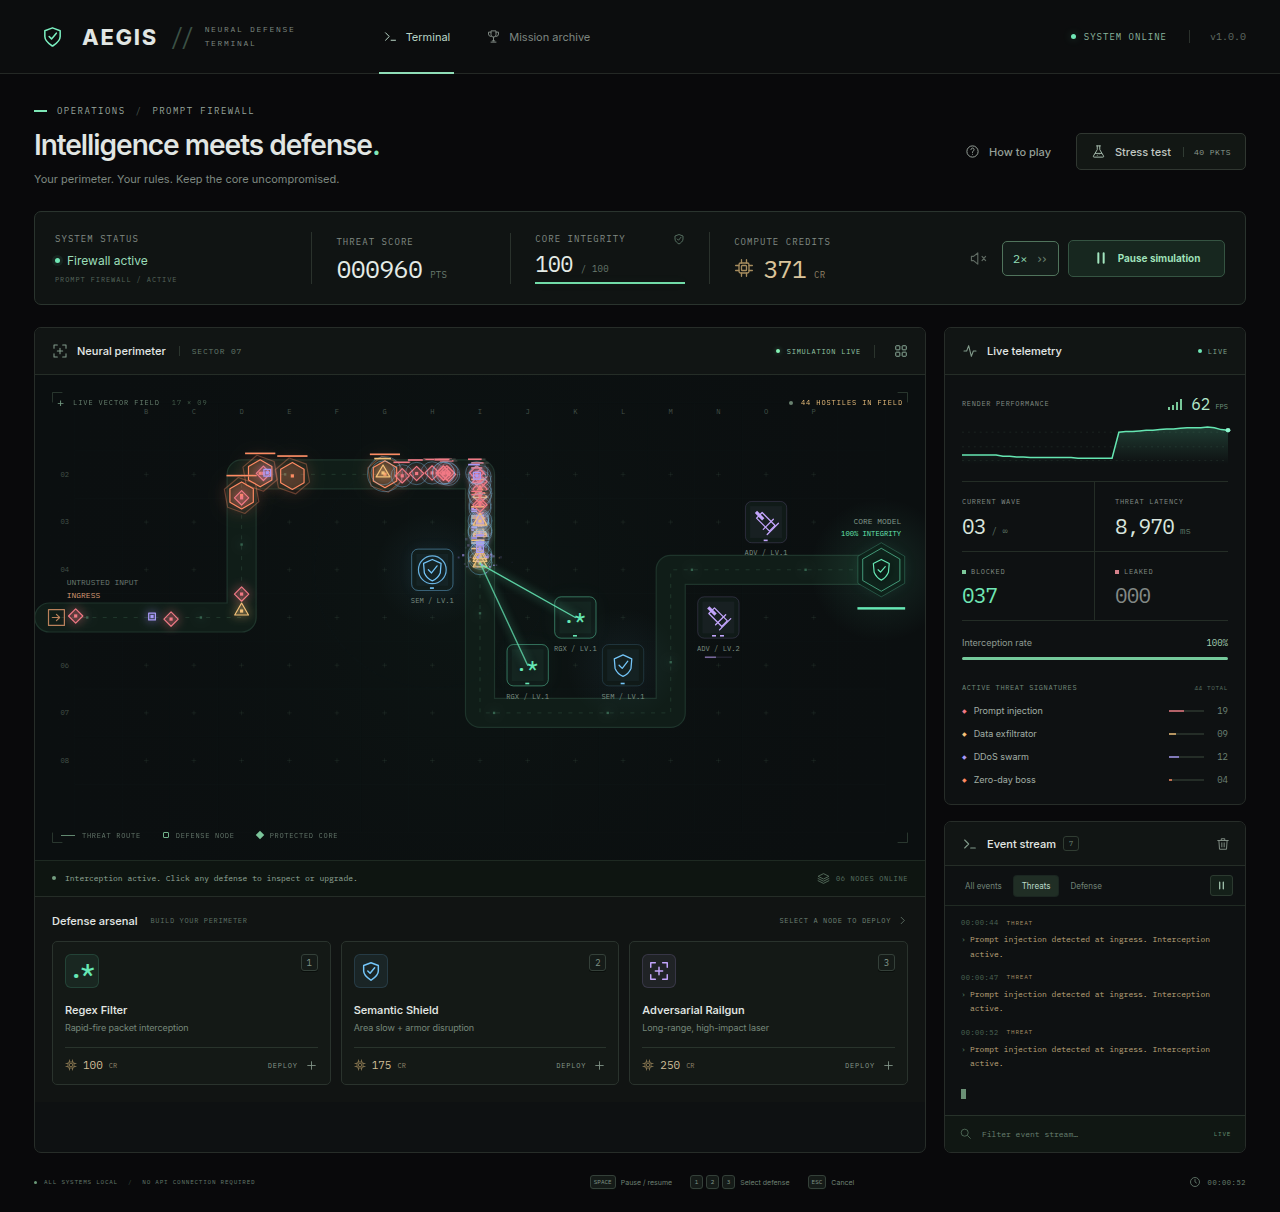 AEGIS // NEURAL DEFENSE TERMINAL
Terminal
Mission archive
SYSTEM ONLINE
v1.0.0
OPERATIONS / PROMPT FIREWALL
Intelligence meets defense.
Your perimeter. Your rules. Keep the core uncompromised.
How to play
Stress test
40 PKTS
SYSTEM STATUS
Firewall active
PROMPT FIREWALL / ACTIVE
THREAT SCORE
000960 PTS
CORE INTEGRITY
100 / 100
COMPUTE CREDITS
371 CR
2×
Pause simulation
Neural perimeter
SECTOR 07
SIMULATION LIVE
LIVE VECTOR FIELD 17 × 09
44 HOSTILES IN FIELD
B C D E F G H I J K L M N O P
02
03
04
06
07
08
UNTRUSTED INPUT
INGRESS
SEM / LV.1
ADV / LV.1
CORE MODEL
100% INTEGRITY
.*
RGX / LV.1
ADV / LV.2
.*
RGX / LV.1
SEM / LV.1
THREAT ROUTE
DEFENSE NODE
PROTECTED CORE
Interception active. Click any defense to inspect or upgrade.
06 NODES ONLINE
Defense arsenal
BUILD YOUR PERIMETER
SELECT A NODE TO DEPLOY
.*
1
Regex Filter
Rapid-fire packet interception
100 CR
DEPLOY
2
Semantic Shield
Area slow + armor disruption
175 CR
DEPLOY
3
Adversarial Railgun
Long-range, high-impact laser
250 CR
DEPLOY
Live telemetry
LIVE
RENDER PERFORMANCE
62 FPS
CURRENT WAVE
03 / ∞
THREAT LATENCY
8,970 ms
BLOCKED
037
LEAKED
000
Interception rate
100%
ACTIVE THREAT SIGNATURES
44 TOTAL
Prompt injection 19
Data exfiltrator 09
DDoS swarm 12
Zero-day boss 04
Event stream 7
All events
Threats
Defense
00:00:44 THREAT
› Prompt injection detected at ingress. Interception
active.
00:00:47 THREAT
› Prompt injection detected at ingress. Interception
active.
00:00:52 THREAT
› Prompt injection detected at ingress. Interception
active.
Filter event stream…
LIVE
ALL SYSTEMS LOCAL / NO API CONNECTION REQUIRED
SPACE Pause / resume
1 2 3 Select defense
ESC Cancel
00:00:52